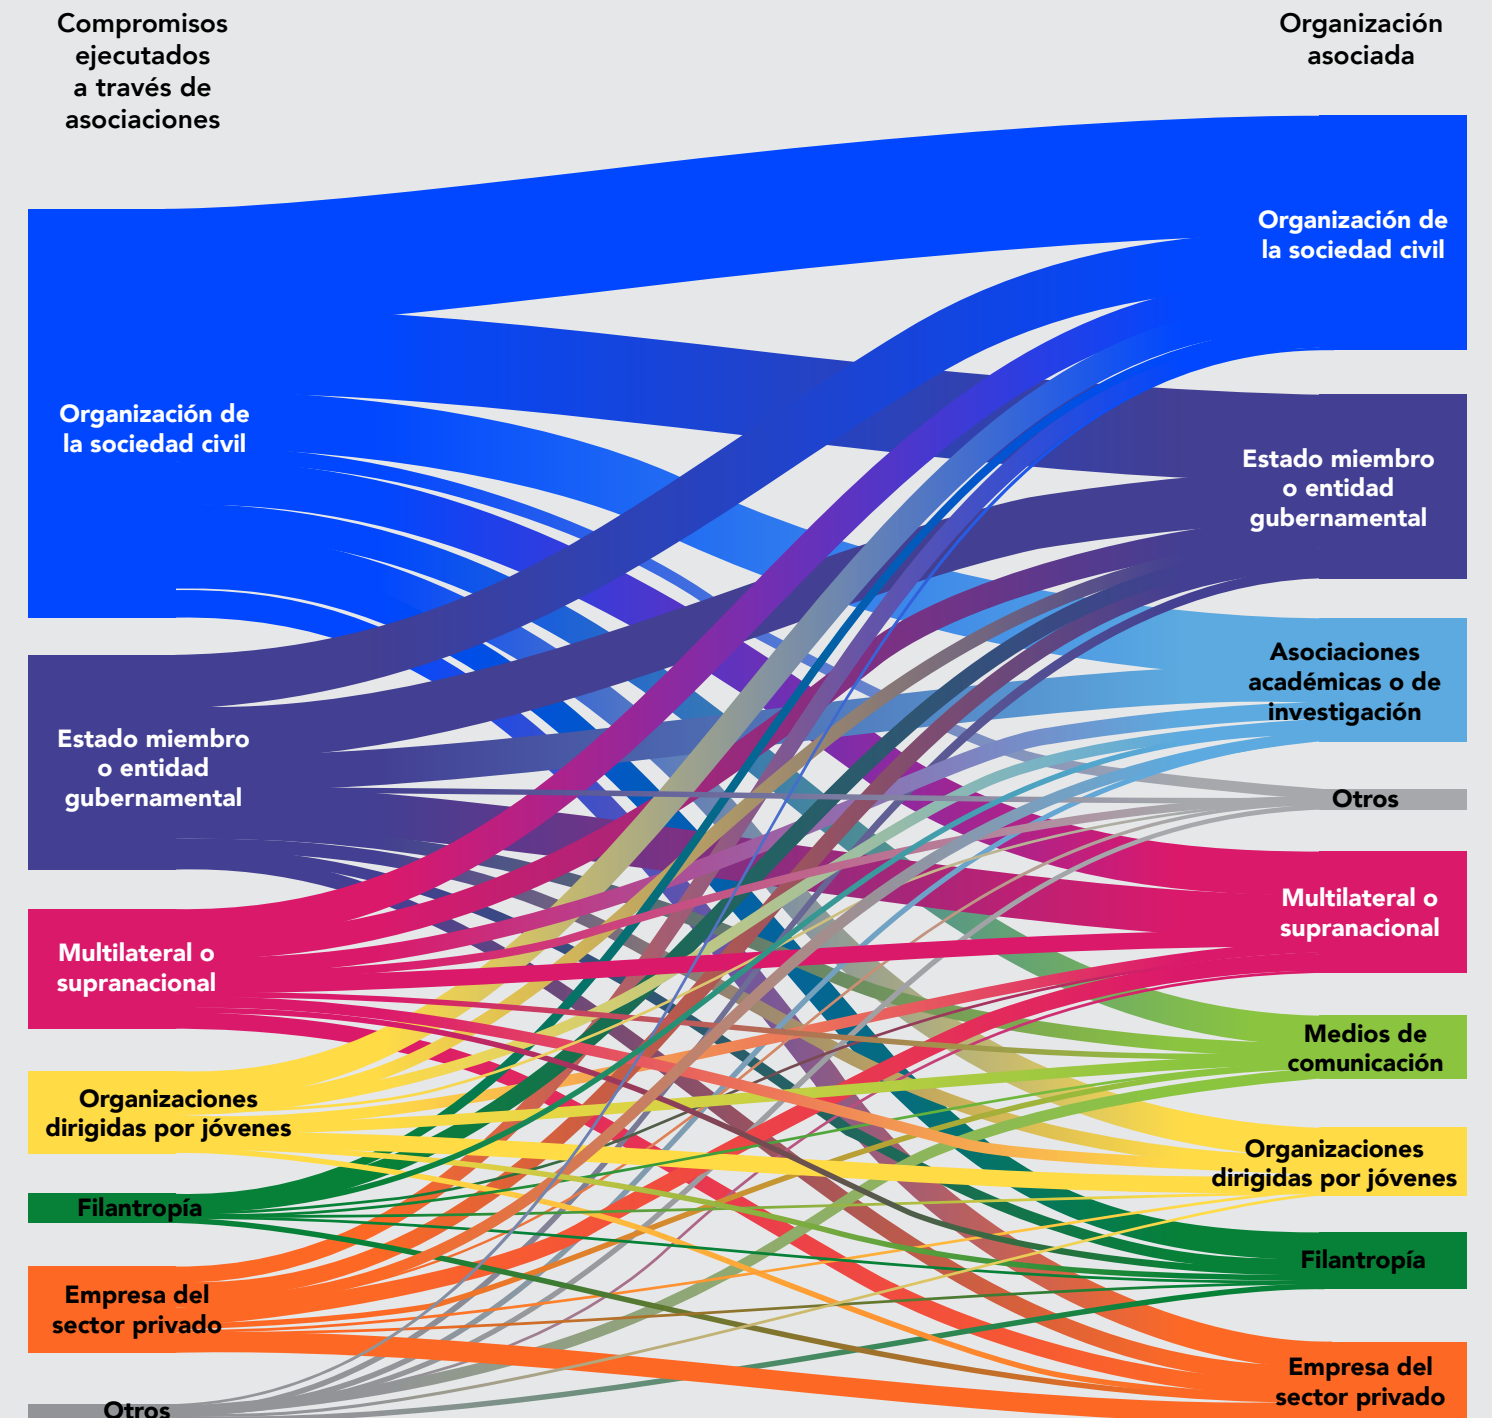 Compromisos
ejecutados
a través de
asociaciones
Organización
asociada
Organización de
la sociedad civil
Estado miembro
o entidad
gubernamental
Multilateral o
supranacional
Organizaciones
dirigidas por jóvenes
Filantropía
Empresa del
sector privado
Otros
Organización de
la sociedad civil
Estado miembro
o entidad
gubernamental
Asociaciones
académicas o de
investigación
Otros
Multilateral o
supranacional
Medios de
comunicación
Organizaciones
dirigidas por jóvenes
Filantropía
Empresa del
sector privado